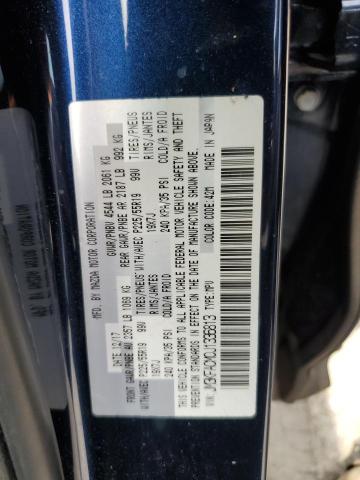 MFD. BY MAZDA MOTOR CORPORATION
DATE: 12/17 GVWR/PNBV 4544 LB 2061 KG
FRONT GAWR/PNBE AV 2357 LB 1069 KG REAR GAWR/PNBE AR 2187 LB 992 KG
WITH/AVEC P225/55R19 99V TIRES/PNEUS WITH/AVEC P225/55R19 99V TIRES/PNEUS
19X7J RIMS/JANTES 19X7J RIMS/JANTES
240 KPA/35 PSI COLD/A FROID 240 KPA/35 PSI COLD/A FROID
THIS VEHICLE CONFORMS TO ALL APPLICABLE FEDERAL MOTOR VEHICLE SAFETY AND THEFT
PREVENTION STANDARDS IN EFFECT ON THE DATE OF MANUFACTURE SHOWN ABOVE.
COLOR CODE:42M MADE IN JAPAN
VIN: TYPE:MPV